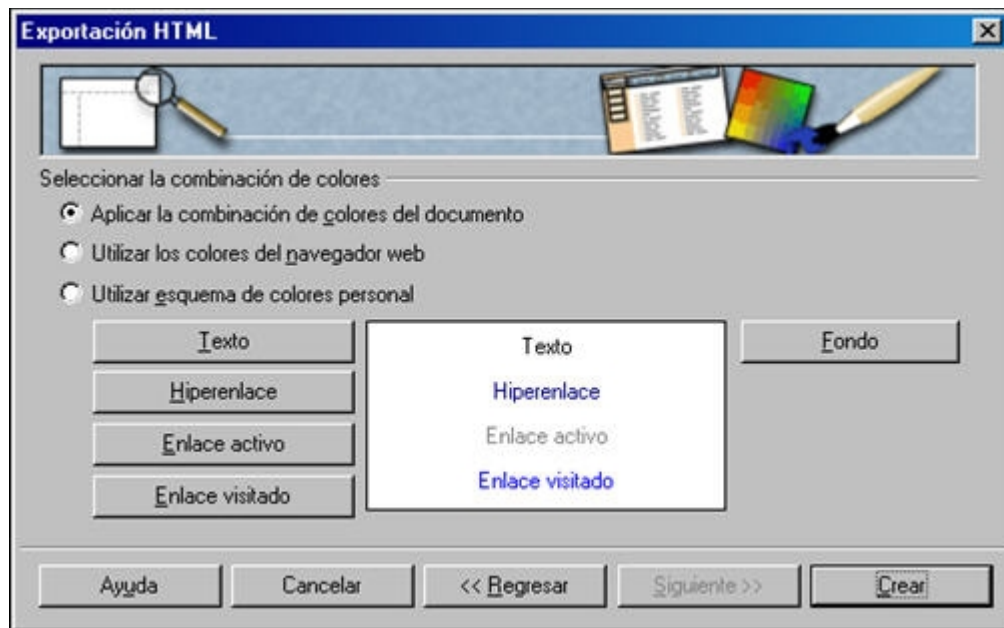 Exportación HTML
Seleccionar la combinación de colores
Aplicar la combinación de colores del documento
Utilizar los colores del navegador web
Utilizar esquema de colores personal
Texto
Texto
Fondo
Hiperenlace
Hiperenlace
Enlace activo
Enlace activo
Enlace visitado
Enlace visitado
Ayuda
Cancelar
<< Regresar
Siguiente >>
Crear